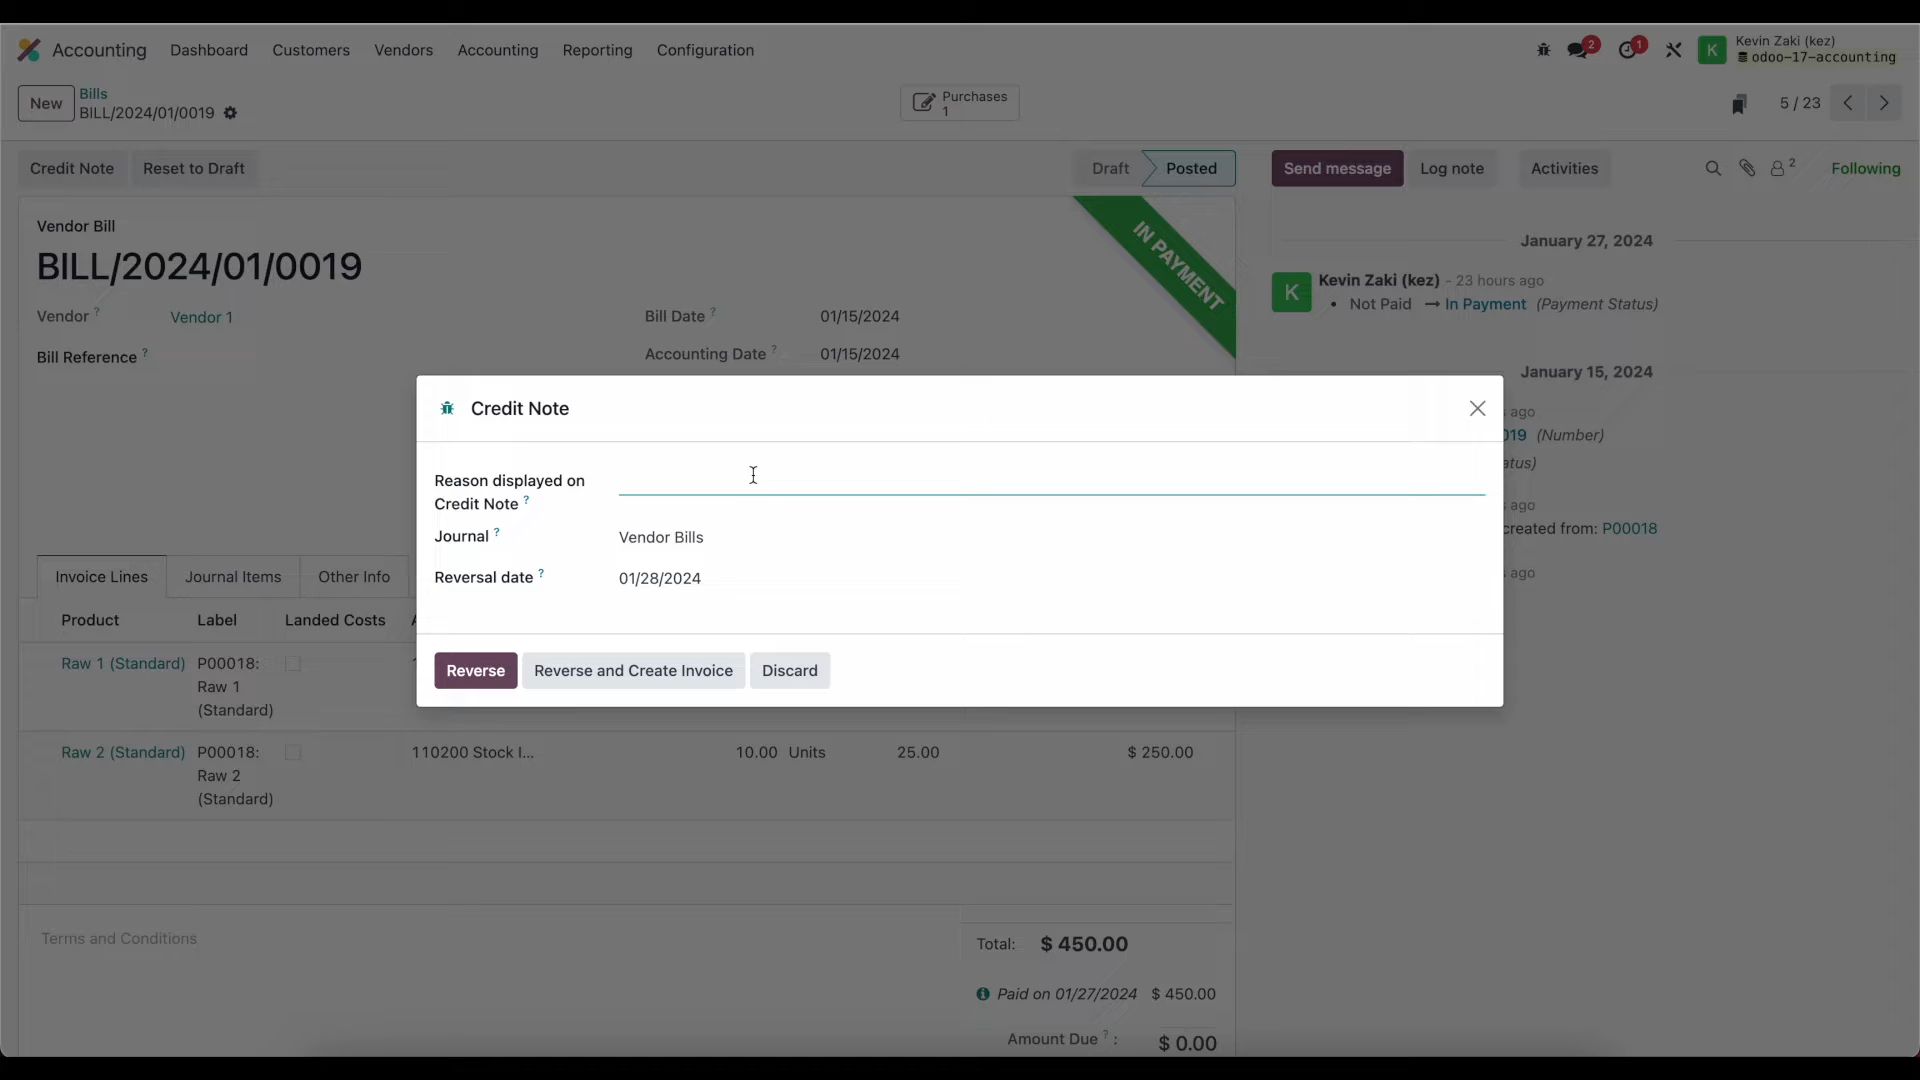 Accounting Dashboard Customers Vendors Accounting Reporting Configuration 2 1 K Kevin Zaki (kez)
odoo-17-accounting
New Bills Purchases 5 / 23
BILL/2024/01/0019 1
Credit Note Reset to Draft Draft Posted Send message Log note Activities 2 Following
Vendor Bill
IN PAYMENT
BILL/2024/01/0019
January 27, 2024
K Kevin Zaki (kez) - 23 hours ago
• Not Paid → In Payment (Payment Status)
Vendor ? Vendor 1 Bill Date ? 01/15/2024
Bill Reference ? Accounting Date ? 01/15/2024
January 15, 2024
Credit Note
ago
(Number)
Reason displayed on
Credit Note ?
ago
Journal ? Vendor Bills
created from: P00018
Reversal date ? 01/28/2024
ago
Reverse Reverse and Create Invoice Discard
Invoice Lines Journal Items Other Info
Product Label Landed Costs
Raw 1 (Standard) P00018:
Raw 1
(Standard)
Raw 2 (Standard) P00018: 110200 Stock I... 10.00 Units 25.00 $ 250.00
Raw 2
(Standard)
Terms and Conditions
Total: $ 450.00
Paid on 01/27/2024 $ 450.00
Amount Due ? : $ 0.00